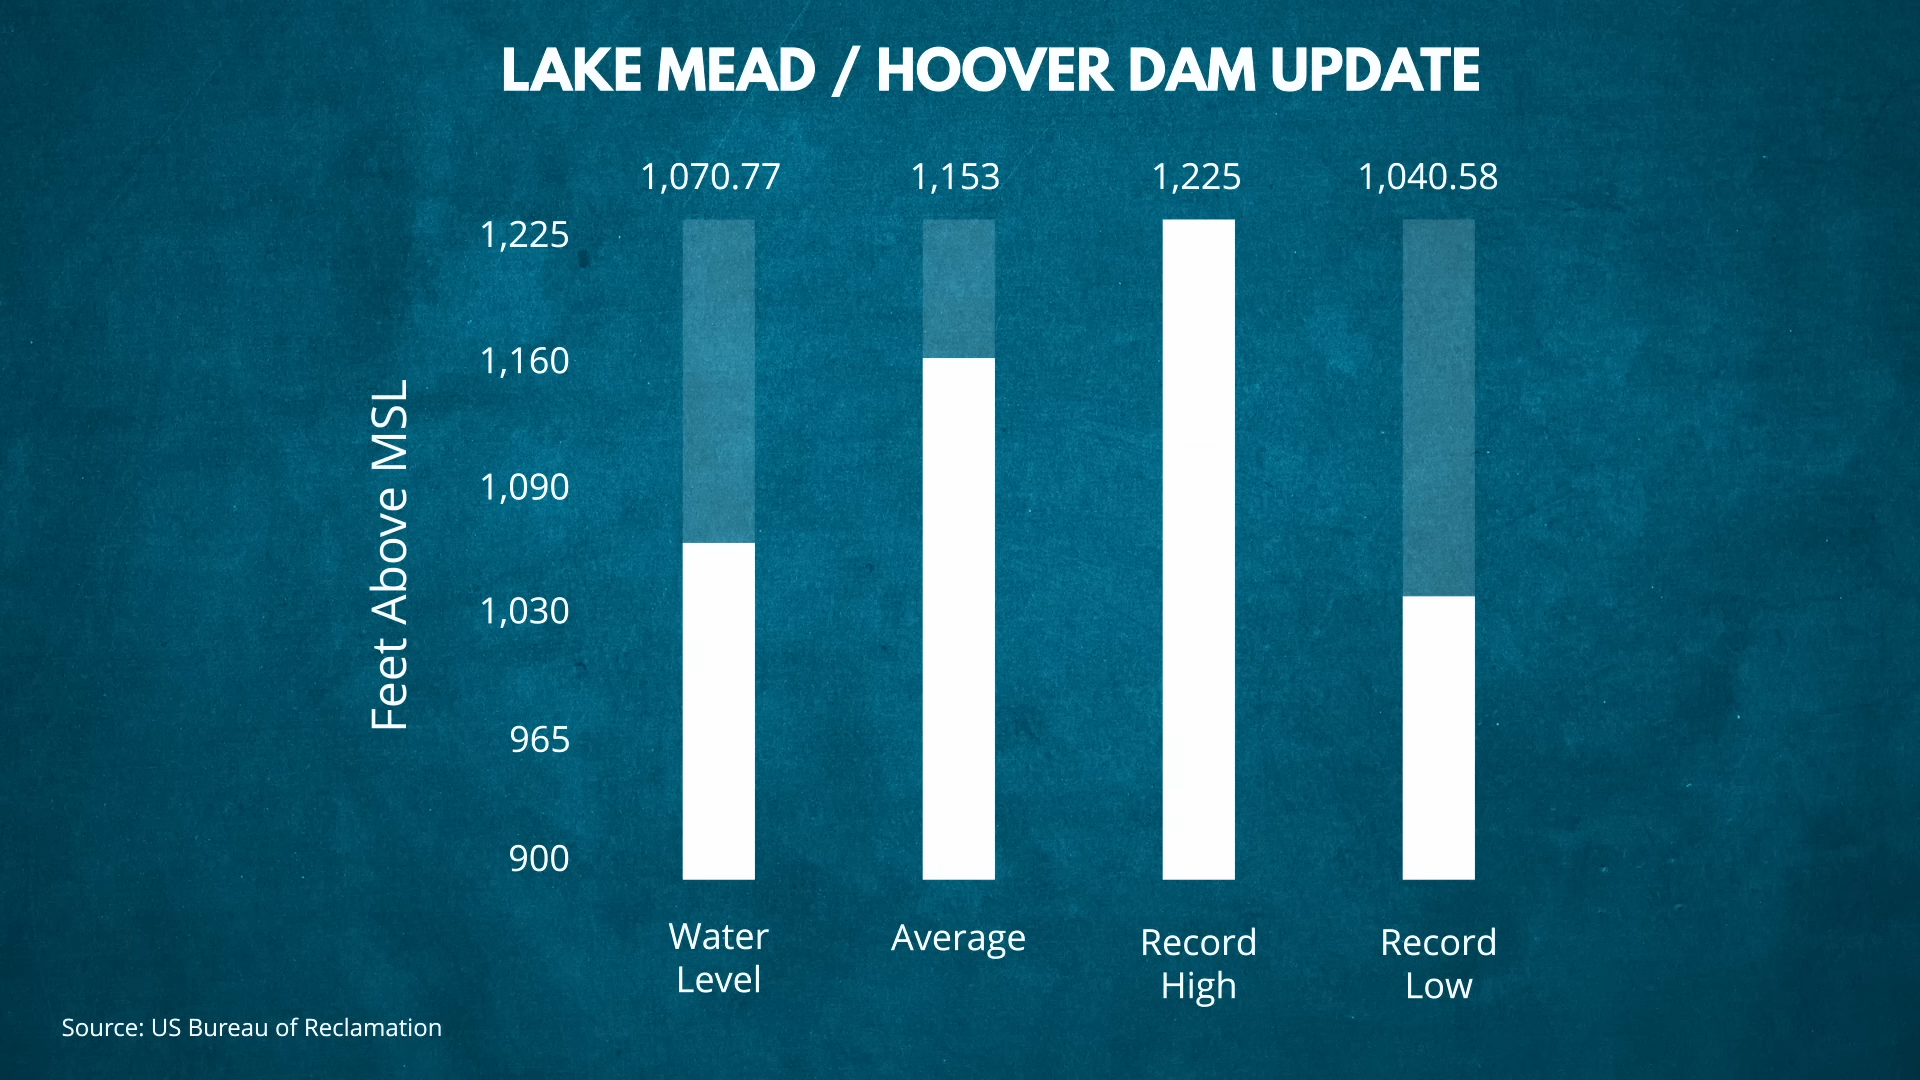 LAKE MEAD / HOOVER DAM UPDATE
1,070.77 1,153 1,225 1,040.58
1,225
1,160
1,090
1,030
965
900
Feet Above MSL
Water
Level
Average
Record
High
Record
Low
Source: US Bureau of Reclamation